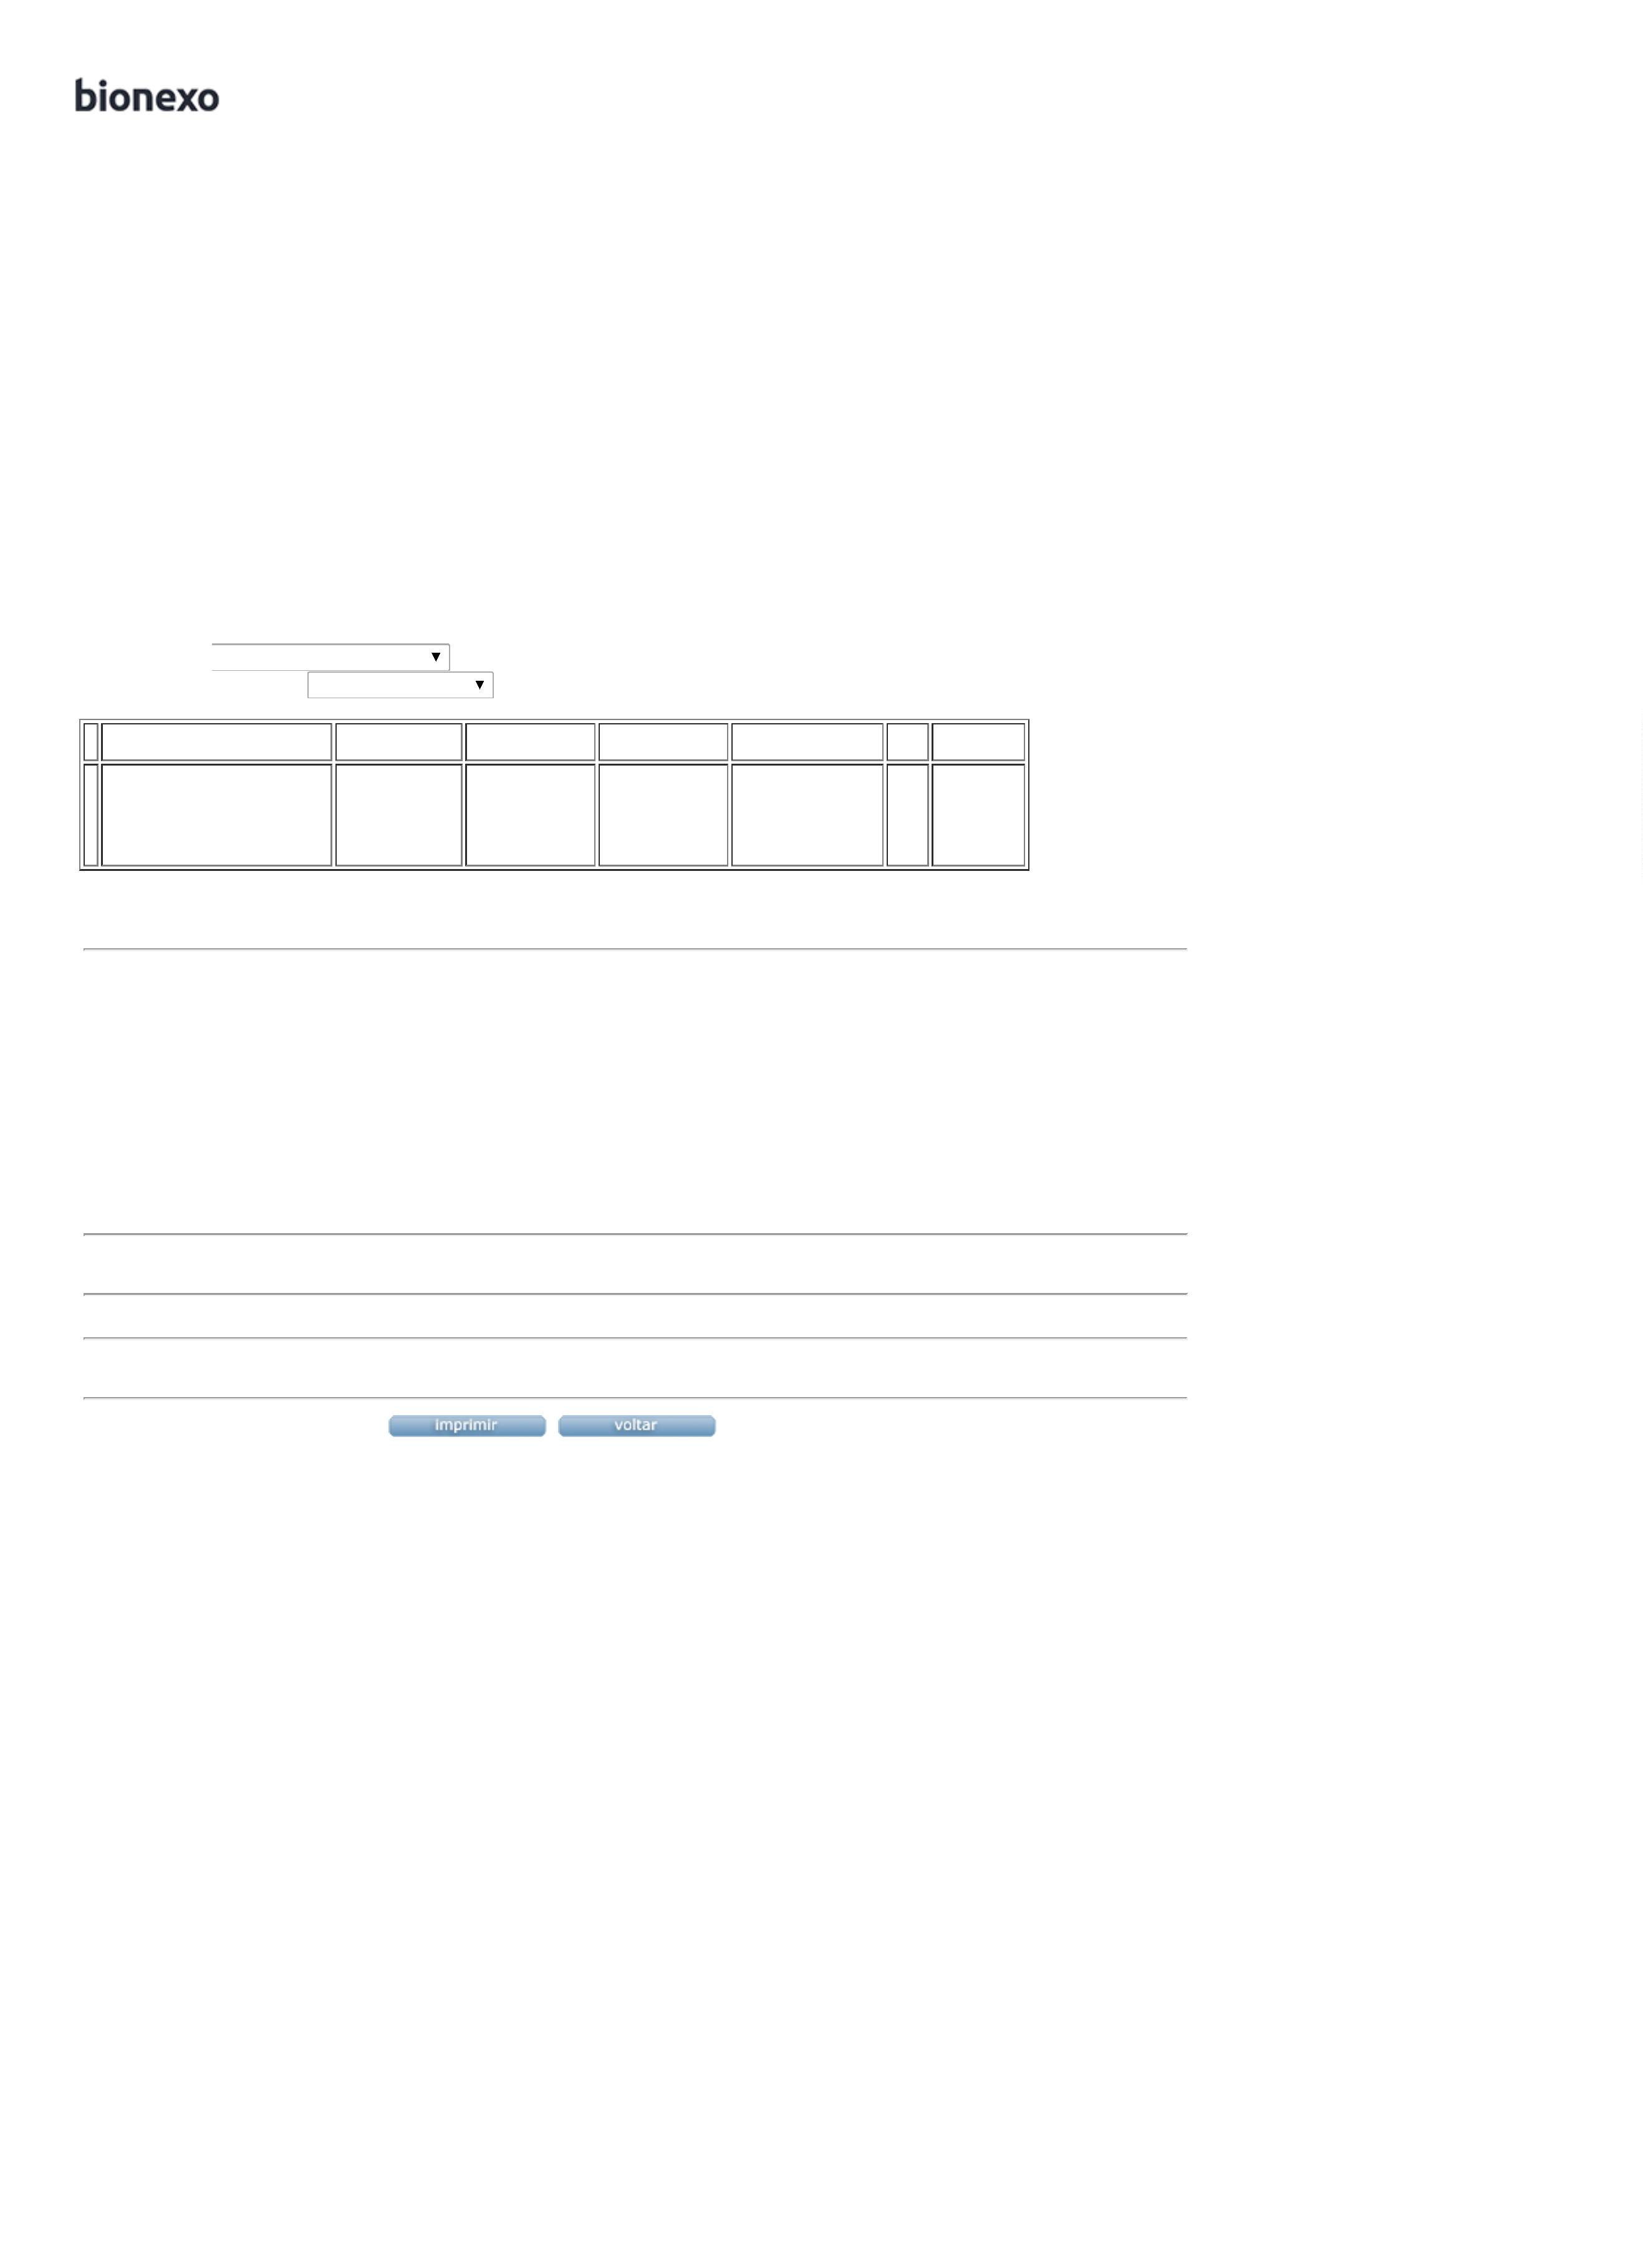 bionexo
▼
▼
imprimir voltar